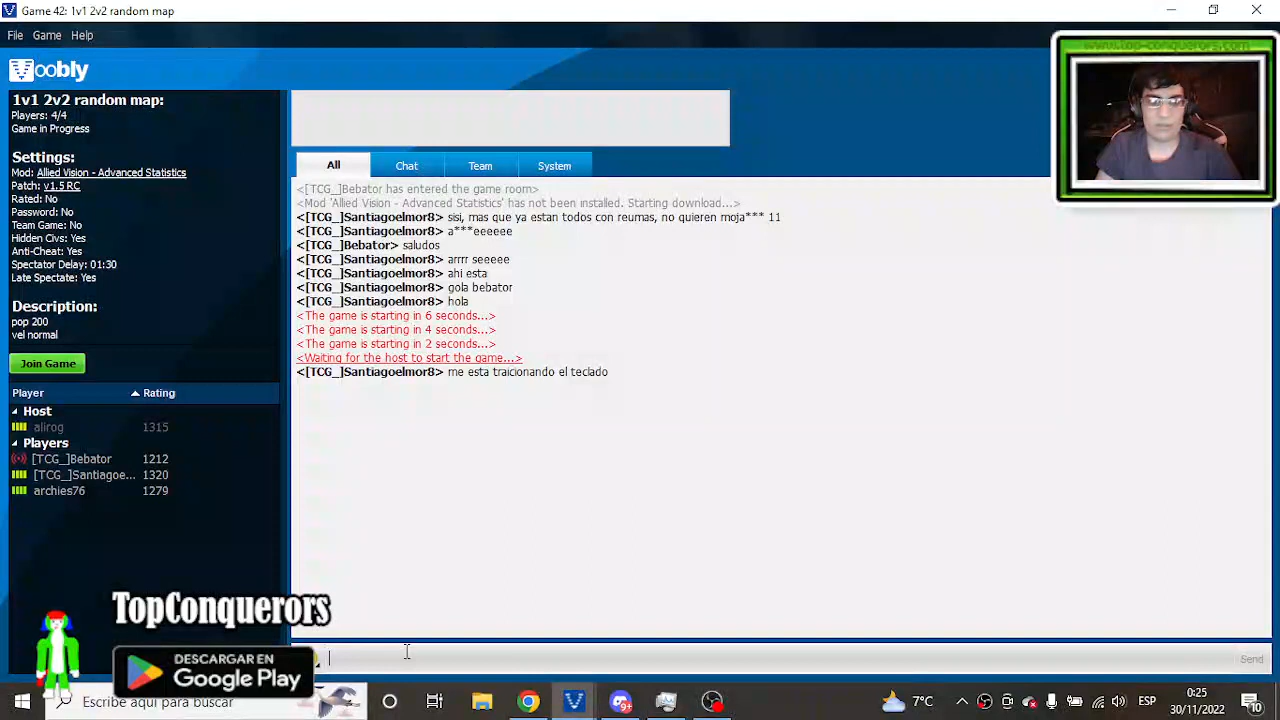 Game 42: 1v1 2v2 random map
File Game Help
www.top-conquerors.com
Voobly
1v1 2v2 random map:
Players: 4/4
Game in Progress
Settings:
Mod: Allied Vision - Advanced Statistics
Patch: v1.5 RC
Rated: No
Password: No
Team Game: No
Hidden Civs: Yes
Anti-Cheat: Yes
Spectator Delay: 01:30
Late Spectate: Yes
Description:
pop 200
vel normal
Join Game
Player Rating
Host
alirog 1315
Players
[TCG_]Bebator 1212
[TCG_]Santiagoe... 1320
archies76 1279
All Chat Team System
<[TCG_]Bebator has entered the game room>
<Mod 'Allied Vision - Advanced Statistics' has not been installed. Starting download...>
<[TCG_]Santiagoelmor8> sisi, mas que ya estan todos con reumas, no quieren moja*** 11
<[TCG_]Santiagoelmor8> a***eeeeee
<[TCG_]Bebator> saludos
<[TCG_]Santiagoelmor8> arrrr seeeee
<[TCG_]Santiagoelmor8> ahi esta
<[TCG_]Santiagoelmor8> gola bebator
<[TCG_]Santiagoelmor8> hola
<The game is starting in 6 seconds...>
<The game is starting in 4 seconds...>
<The game is starting in 2 seconds...>
<Waiting for the host to start the game...>
<[TCG_]Santiagoelmor8> me esta traicionando el teclado
Send
TopConquerors
DESCARGAR EN
Google Play
Escribe aquí para buscar
7°C
ESP
0:25
30/11/2022
10